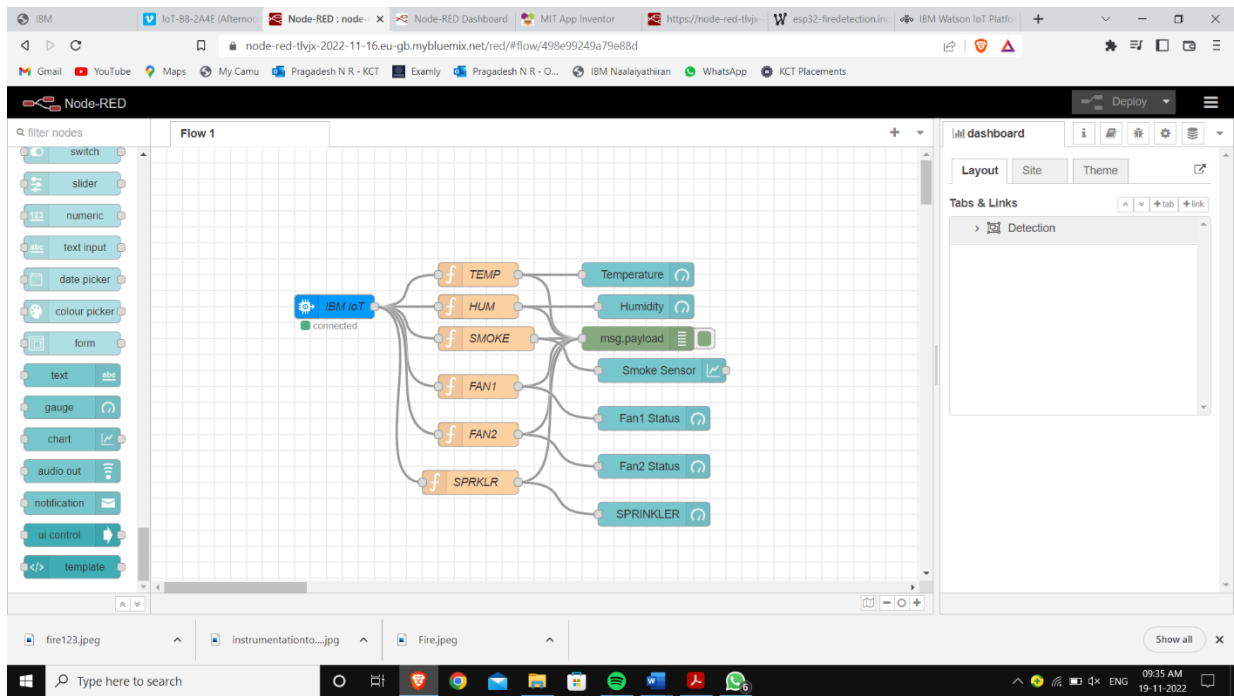 IBM
IoT-B8-2A4E (Afternoo
Node-RED : node-r
Node-RED Dashboard
MIT App Inventor
https://node-red-tlvjx-
esp32-firedetection.in
IBM Watson IoT Platfo
node-red-tlvjx-2022-11-16.eu-gb.mybluemix.net/red/#flow/498e99249a79e88d
Gmail
YouTube
Maps
My Camu
Pragadesh N R - KCT
Examly
Pragadesh N R - O...
IBM Naalaiyathiran
WhatsApp
KCT Placements
Node-RED
Deploy
filter nodes
switch
slider
123 numeric
abc text input
date picker
colour picker
form
text abc
gauge
chart
audio out
notification
ui control
</> template
Flow 1
IBM IoT
connected
f TEMP
f HUM
f SMOKE
f FAN1
f FAN2
f SPRKLR
Temperature
Humidity
msg.payload
Smoke Sensor
Fan1 Status
Fan2 Status
SPRINKLER
dashboard
i
Layout
Site
Theme
Tabs & Links
+tab
+link
Detection
fire123.jpeg
instrumentationto....jpg
Fire.jpeg
Show all
Type here to search
6
ENG
09:35 AM
19-11-2022